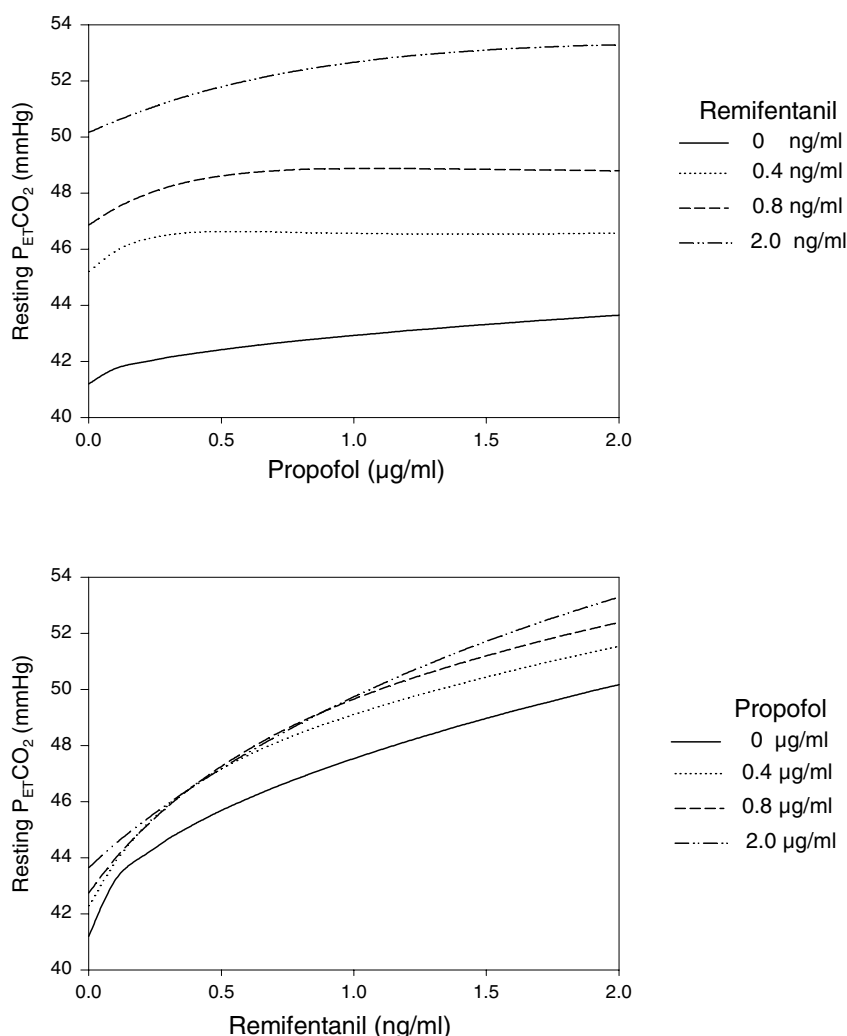 54
52
50
48
46
44
42
40
Resting PETCO2 (mmHg)
0.0 0.5 1.0 1.5 2.0
Propofol (µg/ml)
Remifentanil
0 ng/ml
0.4 ng/ml
0.8 ng/ml
2.0 ng/ml
54
52
50
48
46
44
42
40
Resting PETCO2 (mmHg)
0.0 0.5 1.0 1.5 2.0
Remifentanil (ng/ml)
Propofol
0 µg/ml
0.4 µg/ml
0.8 µg/ml
2.0 µg/ml